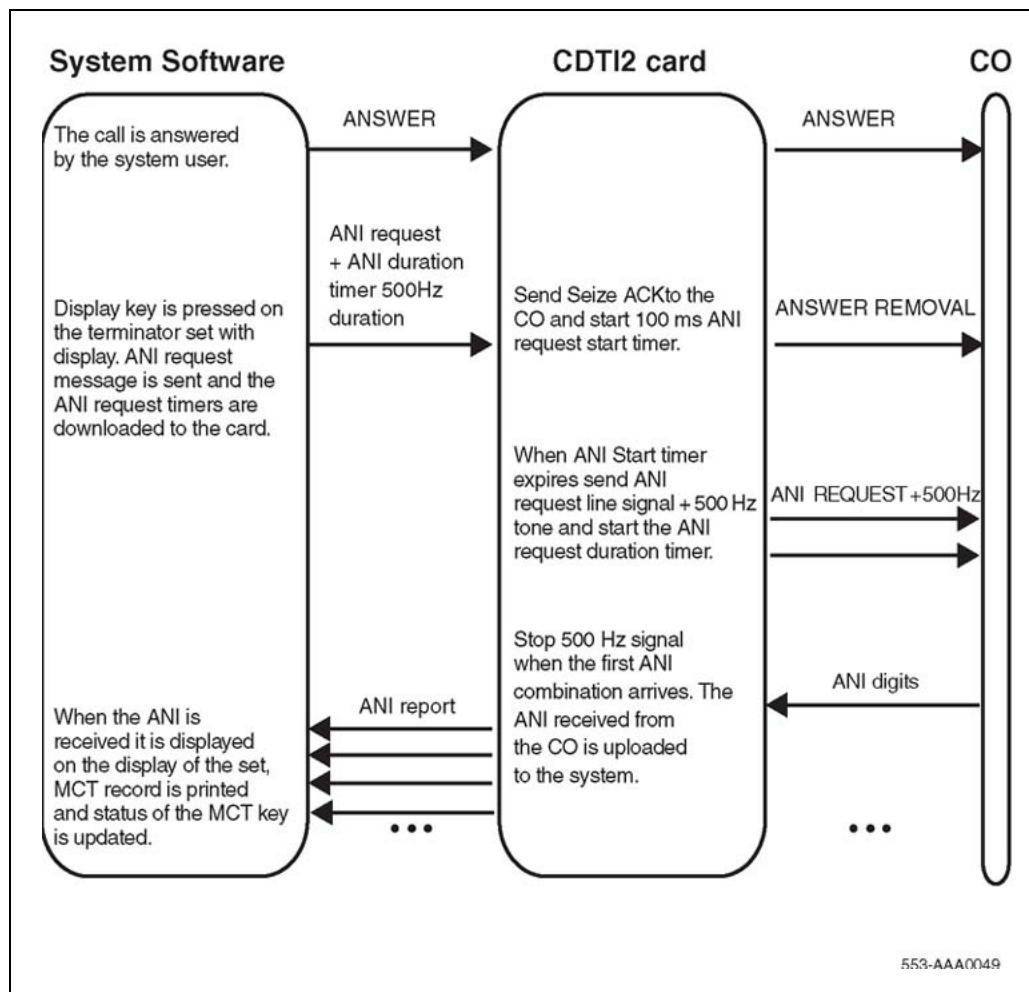 System Software
CDTI2 card
CO
The call is answered
by the system user.
ANSWER
ANSWER
ANI request
+ ANI duration
timer 500Hz
duration
Display key is pressed on
the terminator set with
display. ANI request
message is sent and the
ANI request timers are
downloaded to the card.
Send Seize ACKto the
CO and start 100 ms ANI
request start timer.
ANSWER REMOVAL
When ANI Start timer
expires send ANI
request line signal + 500 Hz
tone and start the ANI
request duration timer.
ANI REQUEST +500Hz
Stop 500 Hz signal
when the first ANI
combination arrives. The
ANI received from
the CO is uploaded
to the system.
ANI digits
ANI report
When the ANI is
received it is displayed
on the display of the set,
MCT record is printed
and status of the MCT key
is updated.
•••
•••
553-AAA0049